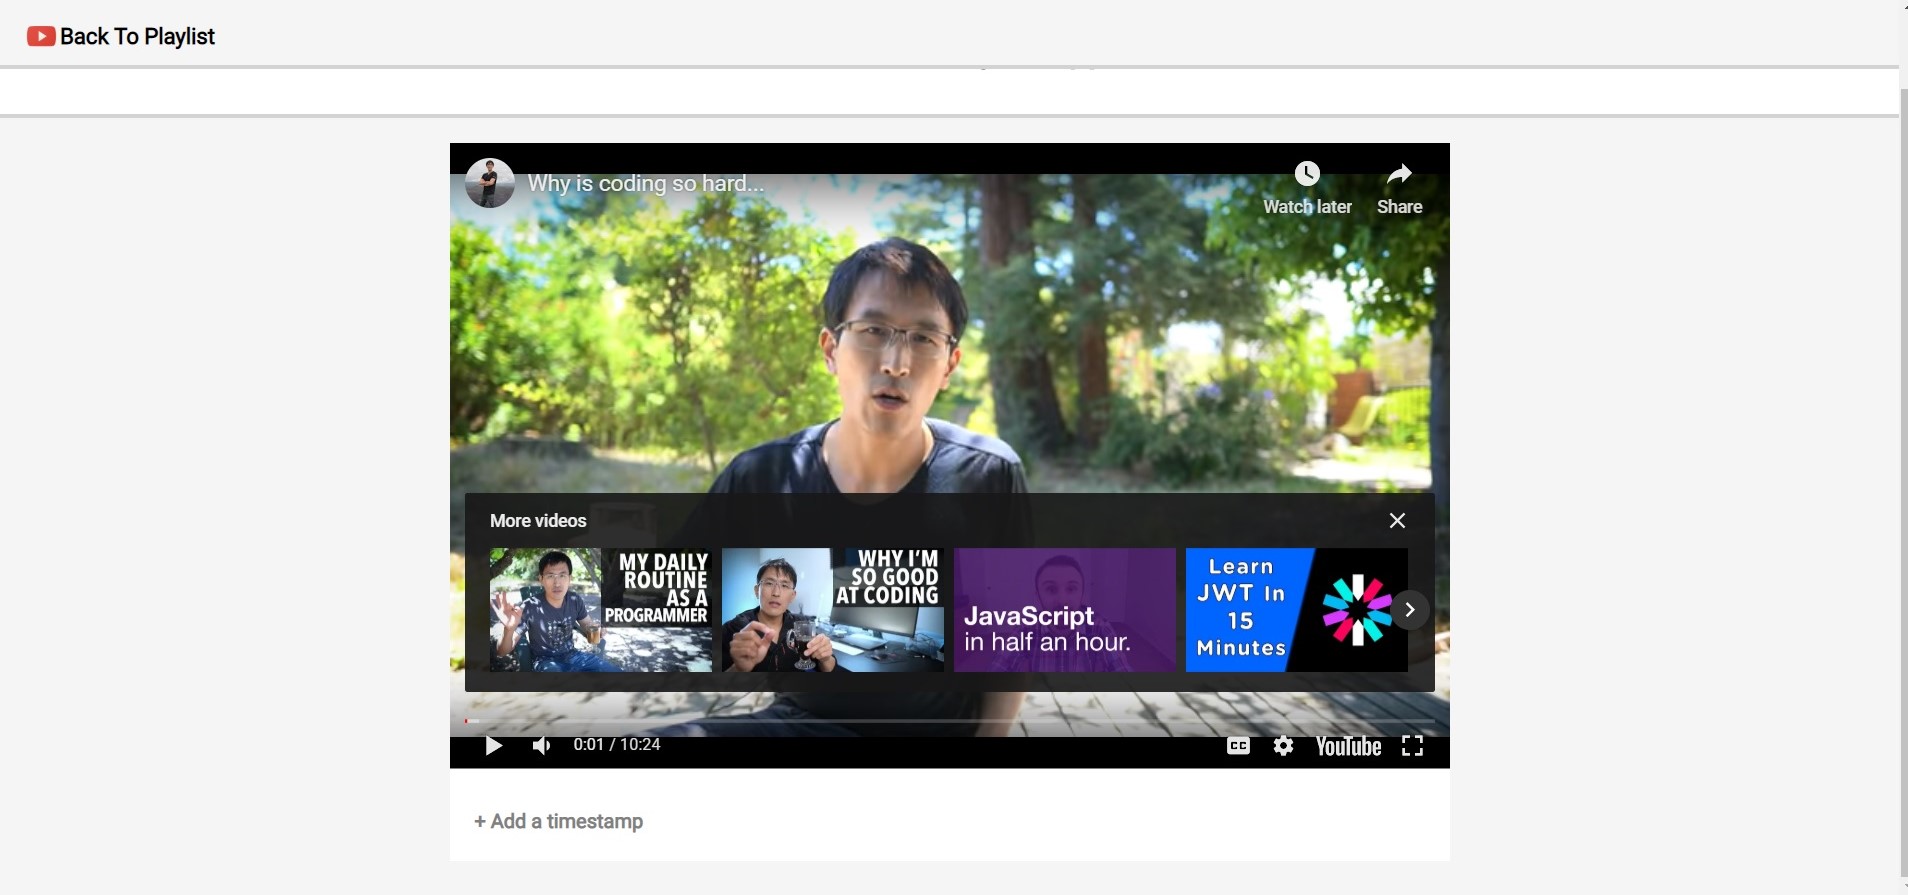 Back To Playlist
Why is coding so hard...
Watch later
Share
More videos
MY DAILY
ROUTINE
AS A
PROGRAMMER
WHY I'M
SO GOOD
AT CODING
JavaScript
in half an hour.
Learn
JWT In
15
Minutes
0:01 / 10:24
CC
YouTube
+ Add a timestamp